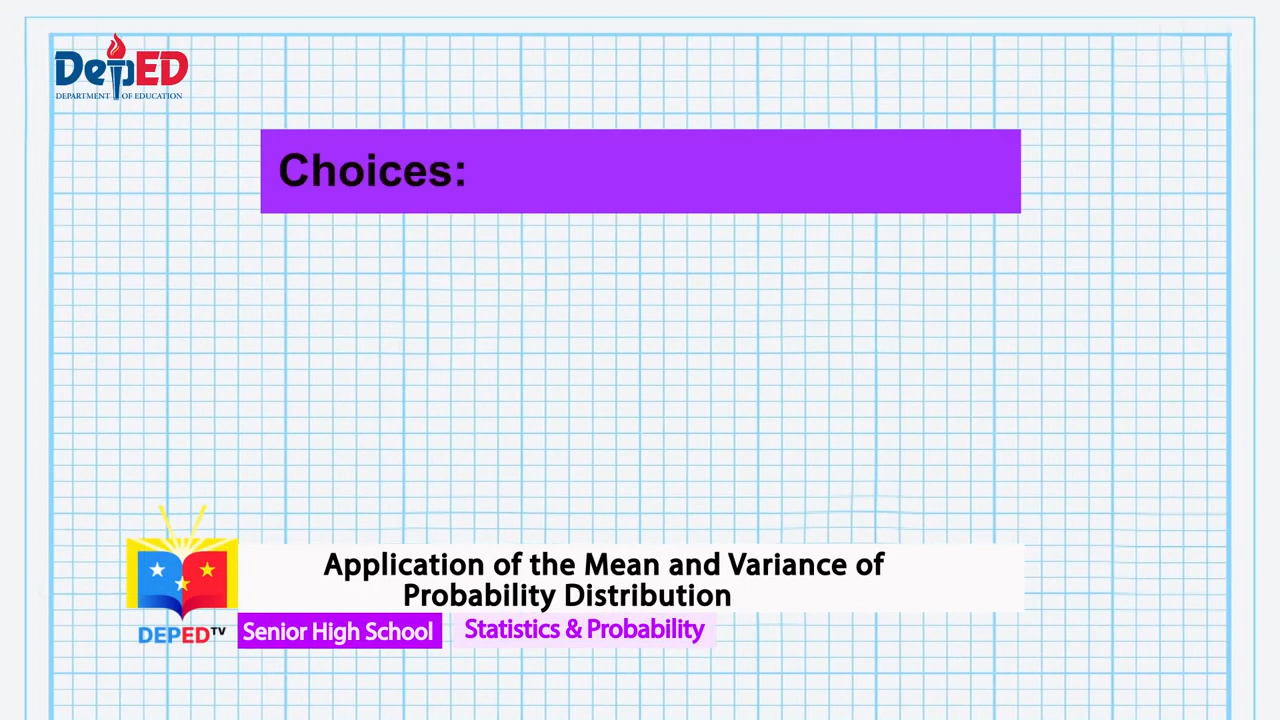 DepED
DEPARTMENT OF EDUCATION
Choices:
Application of the Mean and Variance of
Probability Distribution
DEPED TV
Senior High School
Statistics & Probability